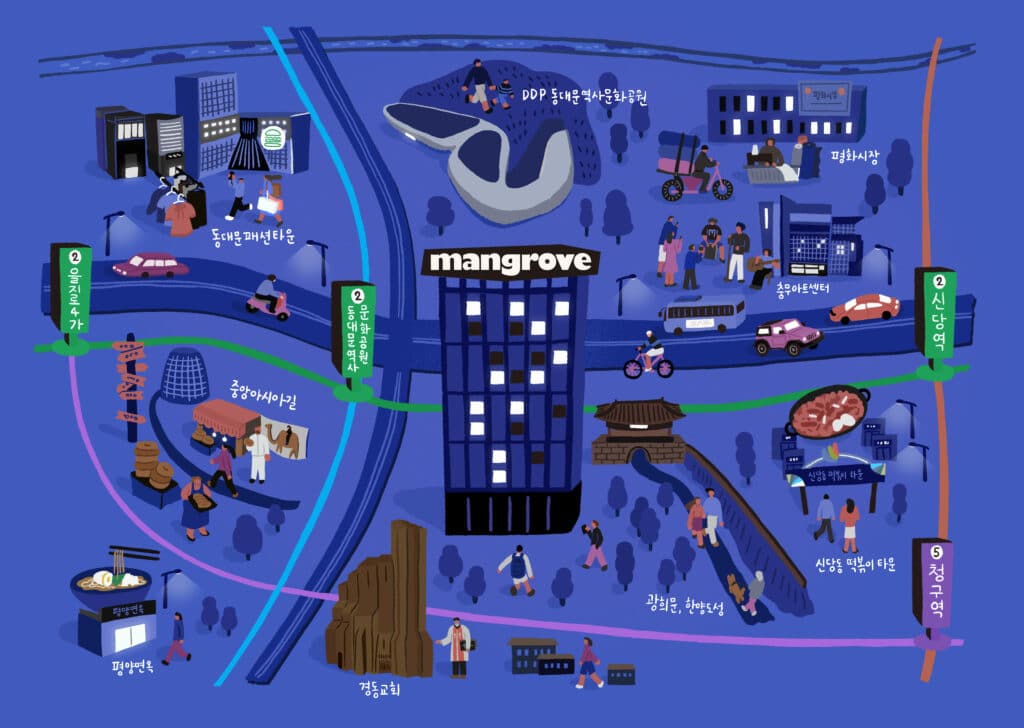 DDP 동대문역사문화공원
평화시장
평화시장
동대문패션타운
mangrove
충무아트센터
2
을지로4가
2
동대문역사
문화공원
2
신당역
중앙아시아길
신당동 떡볶이 타운
신당동 떡볶이 타운
광희문, 한양도성
5
청구역
평양면옥
평양면옥
경동교회